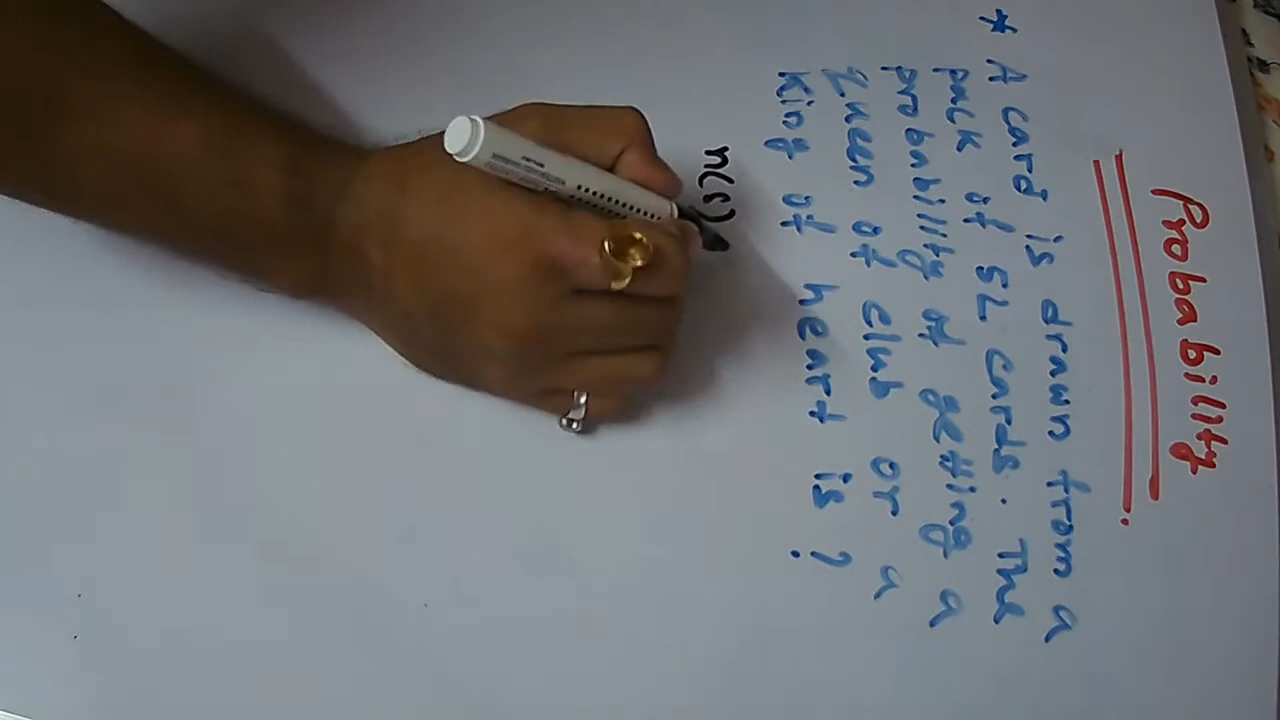 Probability
* A card is drawn from a
pack of 52 cards. The
probability of getting a
queen of club or a
king of heart is ?
n(s)